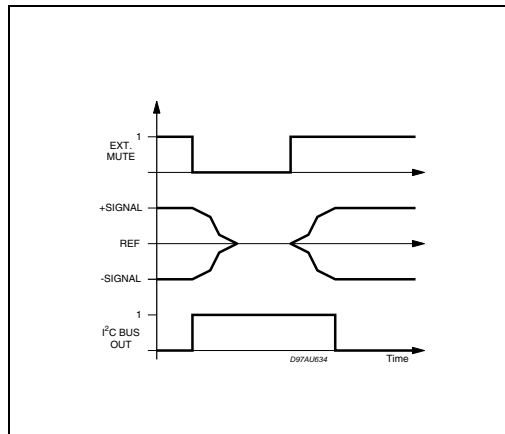 1
EXT.
MUTE
+SIGNAL
REF
-SIGNAL
1
I²C BUS
OUT
D97AU634
Time